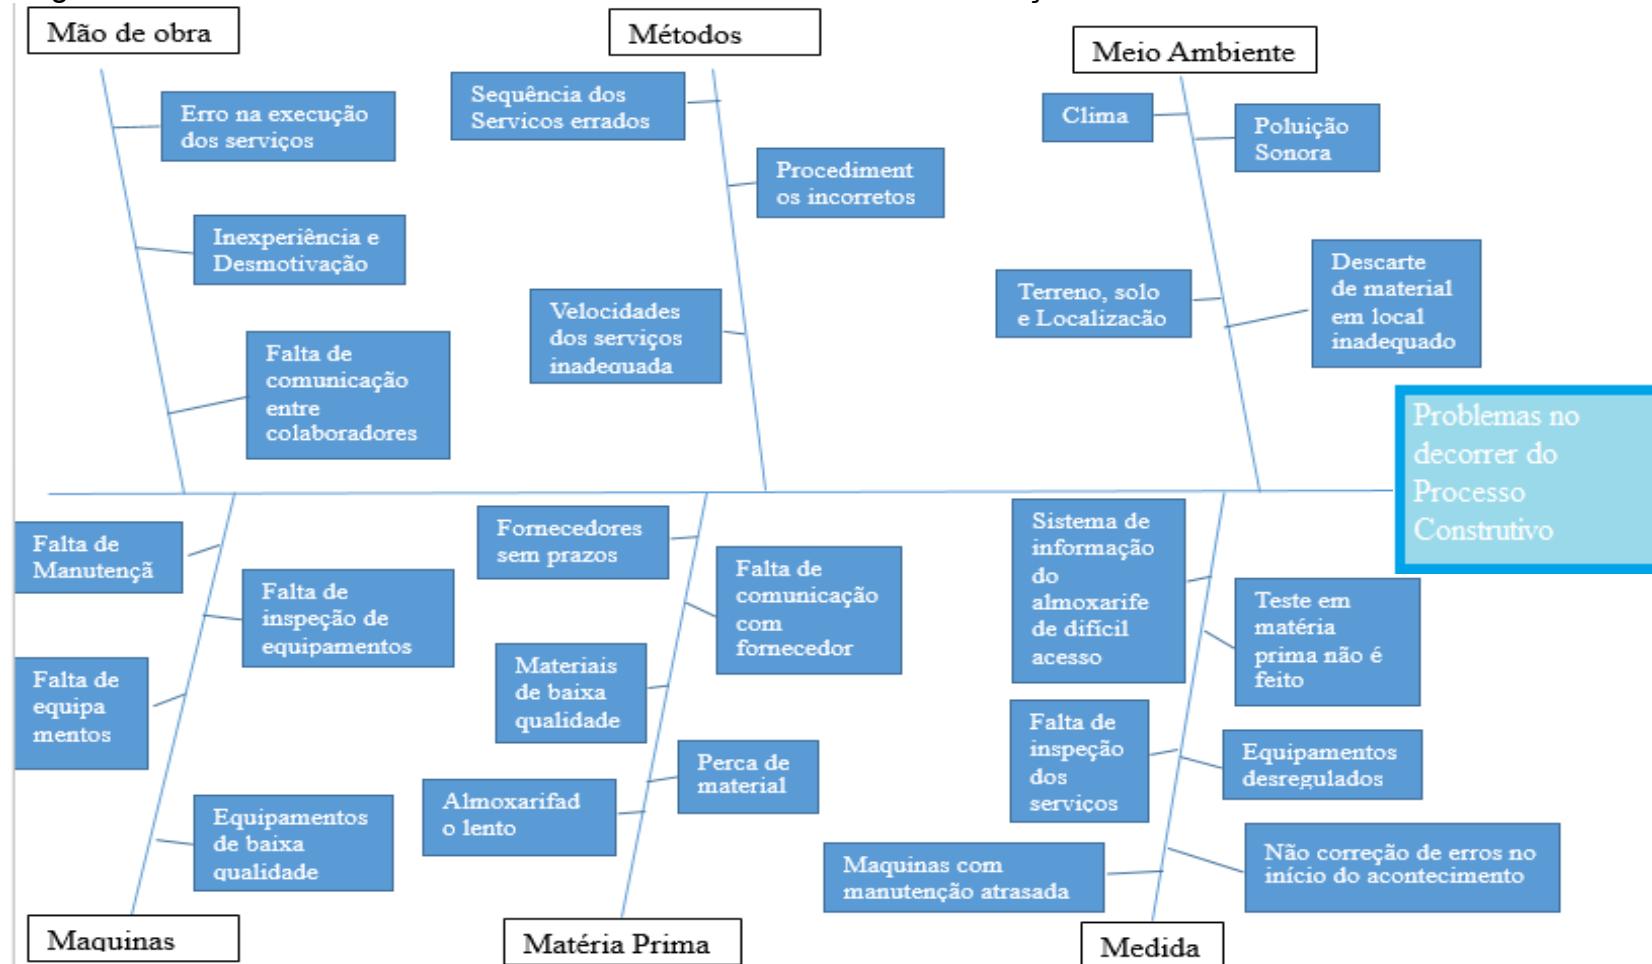 Mão de obra
Métodos
Meio Ambiente
Erro na execução
dos serviços
Inexperiência e
Desmotivação
Falta de
comunicação
entre
colaboradores
Sequência dos
Servicos errados
Procediment
os incorretos
Velocidades
dos serviços
inadequada
Clima
Poluição
Sonora
Terreno, solo
e Localizacão
Descarte
de material
em local
inadequado
Problemas no
decorrer do
Processo
Construtivo
Falta de
Manutençã
Falta de
inspeção de
equipamentos
Falta de
equipa
mentos
Equipamentos
de baixa
qualidade
Fornecedores
sem prazos
Falta de
comunicação
com
fornecedor
Materiais
de baixa
qualidade
Perca de
material
Almoxarifad
o lento
Sistema de
informação
do
almoxarife
de difícil
acesso
Teste em
matéria
prima não é
feito
Falta de
inspeção
dos
serviços
Equipamentos
desregulados
Maquinas com
manutenção atrasada
Não correção de erros no
início do acontecimento
Maquinas
Matéria Prima
Medida